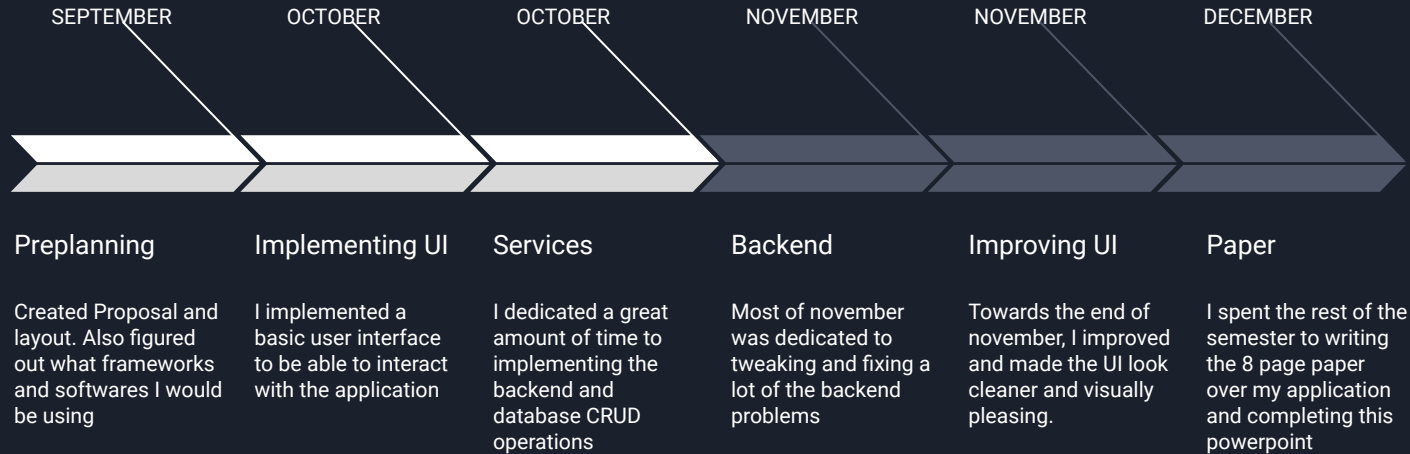 SEPTEMBER
OCTOBER
OCTOBER
NOVEMBER
NOVEMBER
DECEMBER
Preplanning
Created Proposal and
layout. Also figured
out what frameworks
and softwares I would
be using
Implementing UI
I implemented a
basic user interface
to be able to interact
with the application
Services
I dedicated a great
amount of time to
implementing the
backend and
database CRUD
operations
Backend
Most of november
was dedicated to
tweaking and fixing a
lot of the backend
problems
Improving UI
Towards the end of
november, I improved
and made the UI look
cleaner and visually
pleasing.
Paper
I spent the rest of the
semester to writing
the 8 page paper
over my application
and completing this
powerpoint